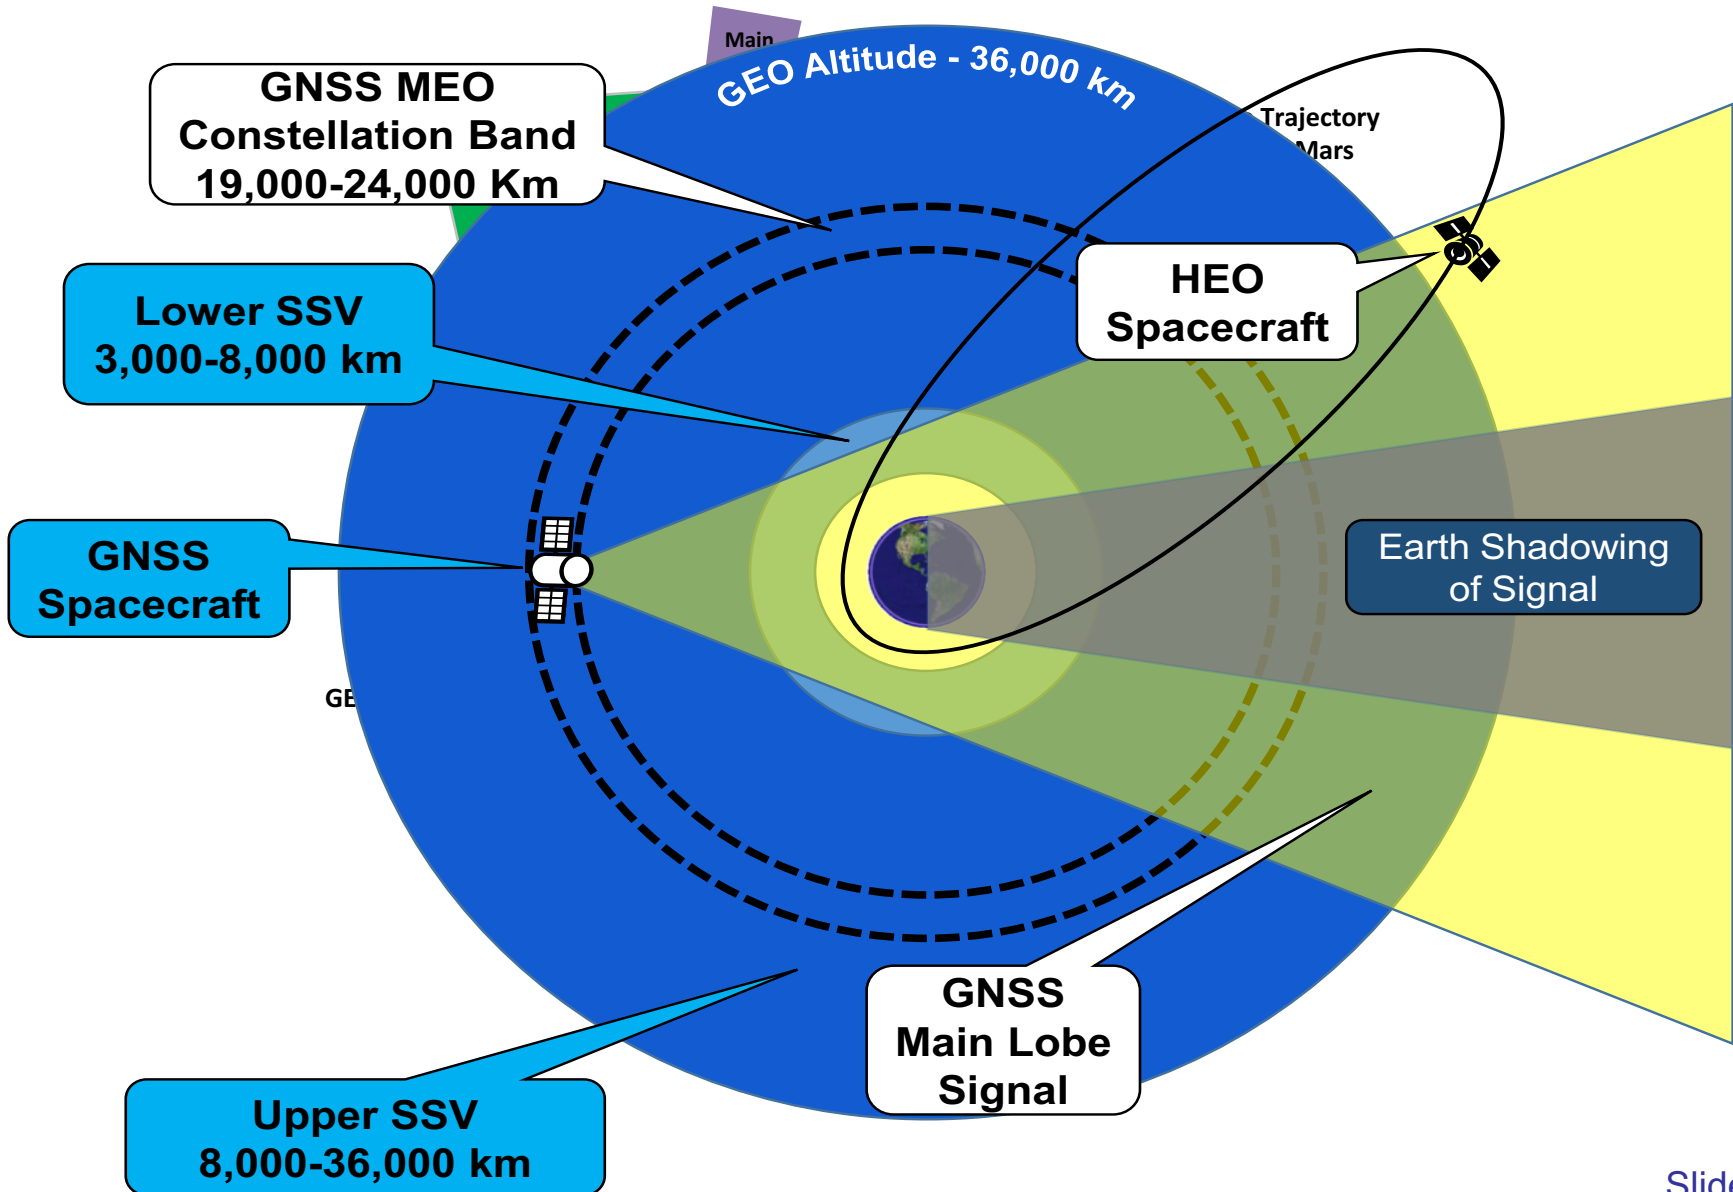 Main
GEO Altitude - 36,000 km
GNSS MEO
Constellation Band
19,000-24,000 Km
Trajectory
Mars
HEO
Spacecraft
Lower SSV
3,000-8,000 km
GNSS
Spacecraft
Earth Shadowing
of Signal
GNSS
Main Lobe
Signal
Upper SSV
8,000-36,000 km
Slide